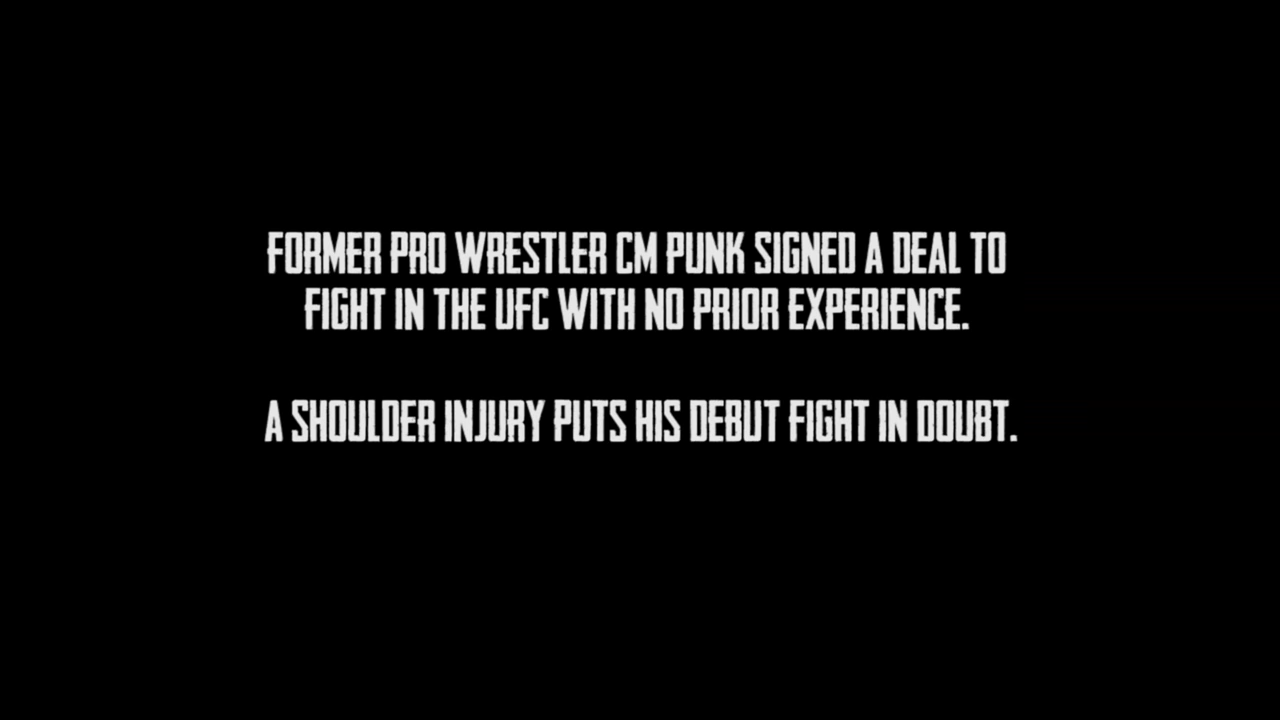 FORMER PRO WRESTLER CM PUNK SIGNED A DEAL TO
FIGHT IN THE UFC WITH NO PRIOR EXPERIENCE.
A SHOULDER INJURY PUTS HIS DEBUT FIGHT IN DOUBT.